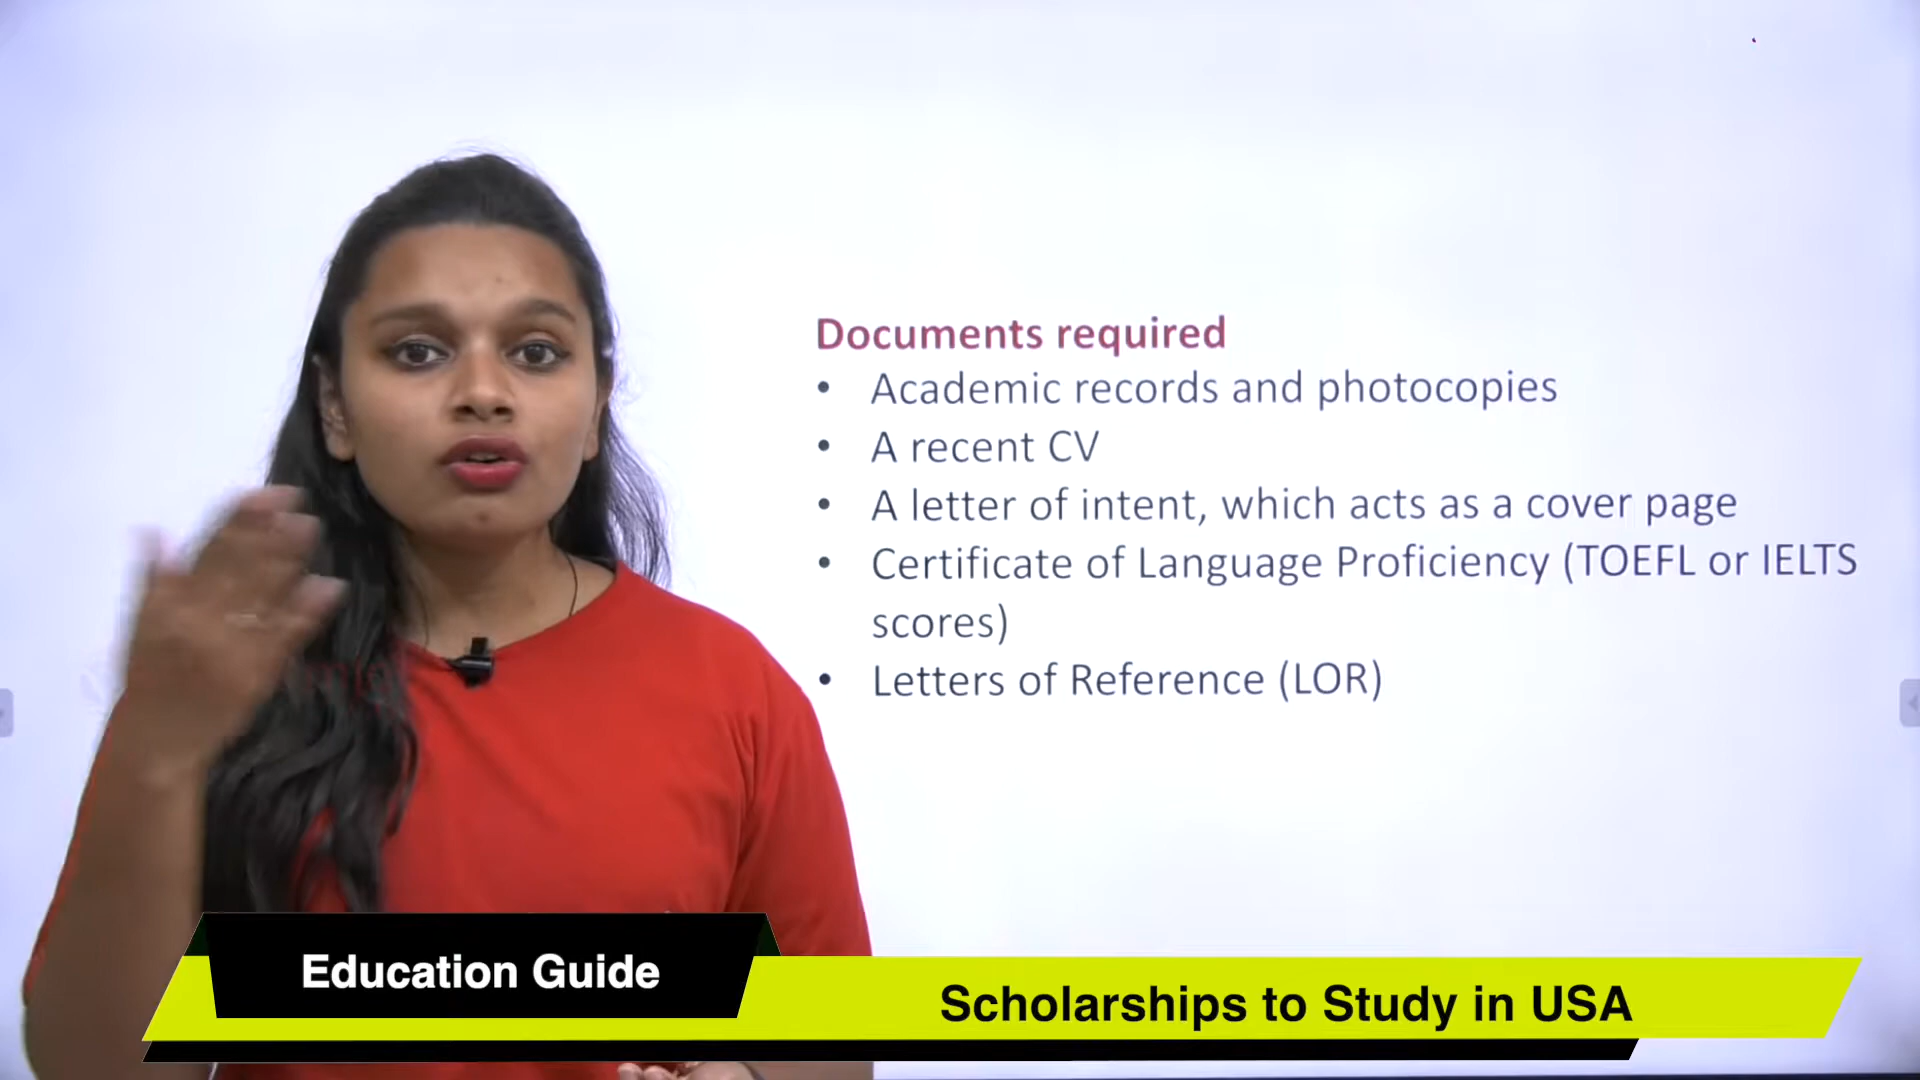 Documents required
• Academic records and photocopies
• A recent CV
• A letter of intent, which acts as a cover page
• Certificate of Language Proficiency (TOEFL or IELTS
scores)
• Letters of Reference (LOR)
Education Guide
Scholarships to Study in USA